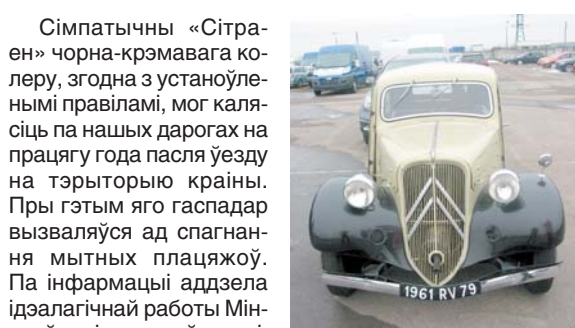 Сімпатычны «Сітра-
ен» чорна-крэмавага ко-
леру, згодна з устаноўле-
нымі правіламі, мог каля-
сіць па нашых дарогах на
працягу года пасля ўезду
на тэрыторыю краіны.
Пры гэтым яго гаспадар
вызваляўся ад спагнан-
ня мытных плацяжоў.
Па інфармацыі аддзела
ідэалагічнай работы Мін-
1961 RV 79